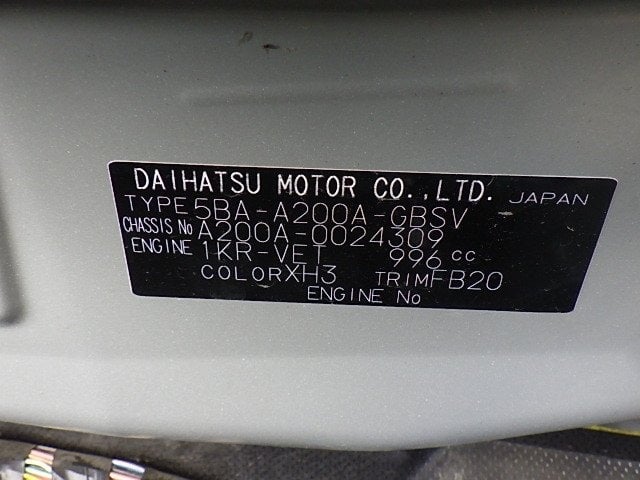 DAIHATSU MOTOR CO.,LTD. JAPAN
TYPE 5BA-A200A-GBSV
CHASSIS No A200A-0024309
ENGINE 1KR-VET 996 cc
COLOR XH3 TRIM FB20
ENGINE No